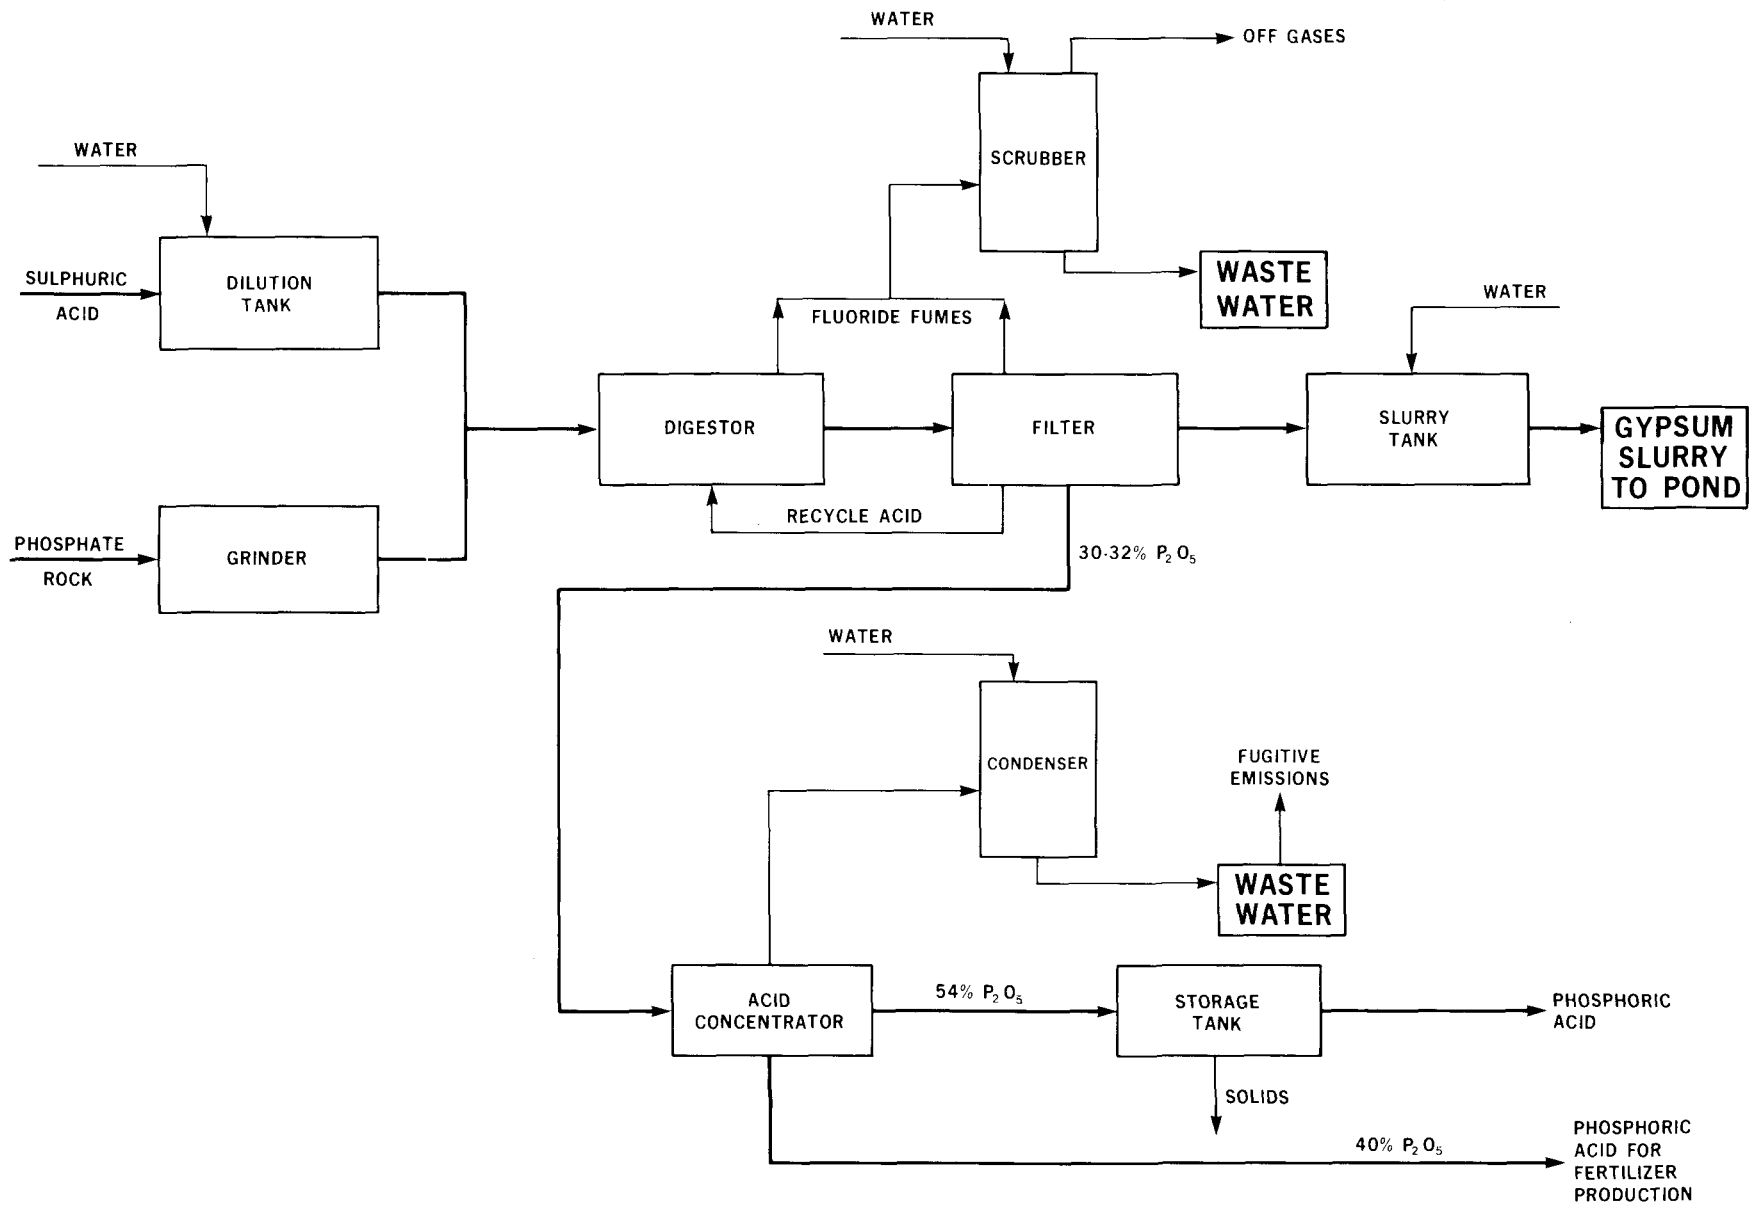 WATER
OFF GASES
SCRUBBER
WATER
SULPHURIC
ACID
DILUTION
TANK
WASTE
WATER
WATER
FLUORIDE FUMES
DIGESTOR
FILTER
SLURRY
TANK
GYPSUM
SLURRY
TO POND
RECYCLE ACID
PHOSPHATE
ROCK
GRINDER
30-32% P₂O₅
WATER
CONDENSER
FUGITIVE
EMISSIONS
WASTE
WATER
ACID
CONCENTRATOR
54% P₂O₅
STORAGE
TANK
PHOSPHORIC
ACID
SOLIDS
40% P₂O₅
PHOSPHORIC
ACID FOR
FERTILIZER
PRODUCTION